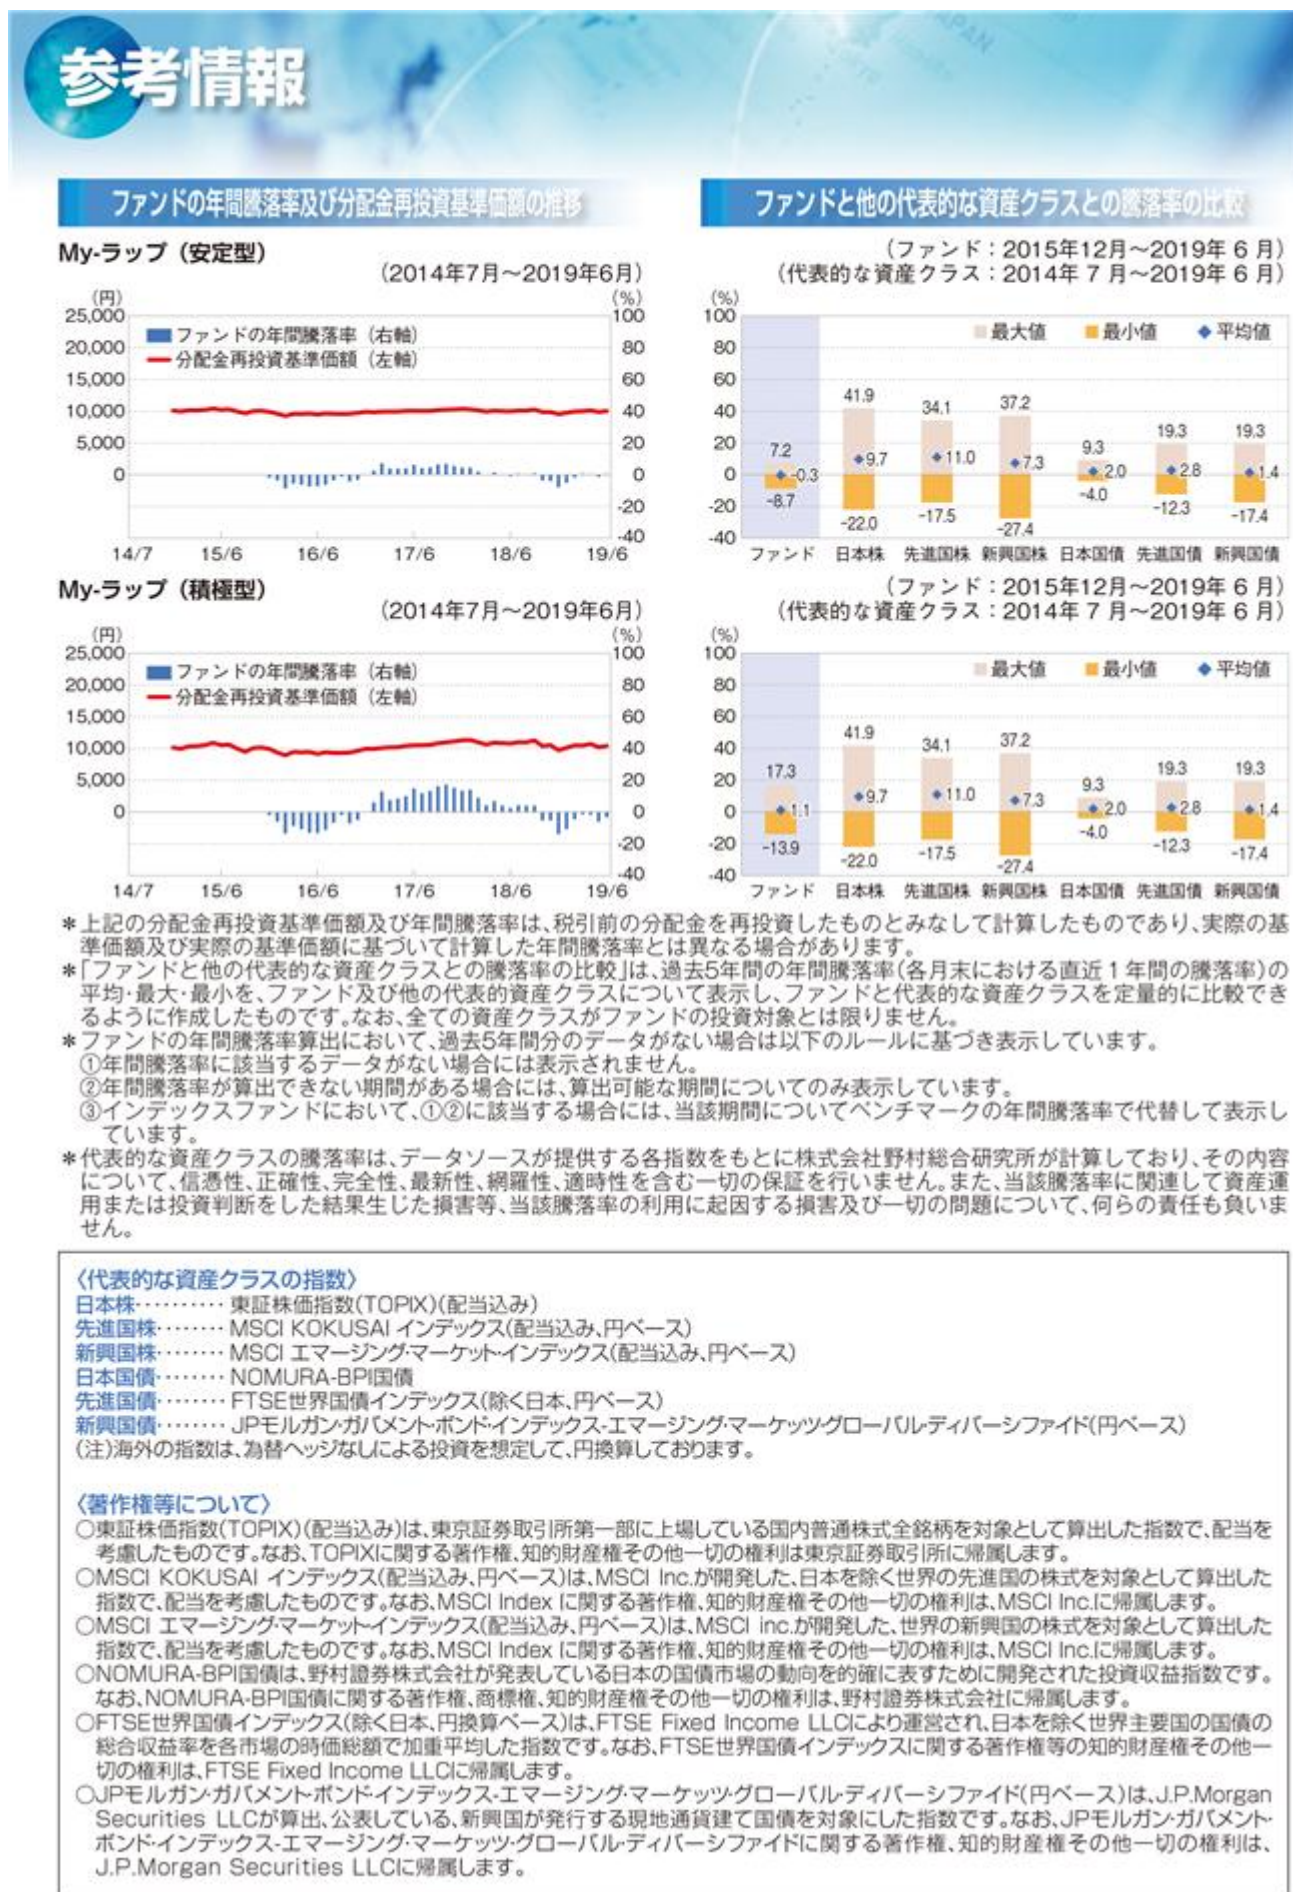 参考情報
ファンドの年間騰落率及び分配金再投資基準価額の推移
My-ラップ（安定型）
（2014年7月～2019年6月）
（円）
（%）
25,000
20,000
15,000
10,000
5,000
0
100
80
60
40
20
0
-20
-40
ファンドの年間騰落率（右軸）
分配金再投資基準価額（左軸）
14/7 15/6 16/6 17/6 18/6 19/6
ファンドと他の代表的な資産クラスとの騰落率の比較
（ファンド：2015年12月～2019年 6 月）
（代表的な資産クラス：2014年 7 月～2019年 6 月）
（%）
100
80
60
40
20
0
-20
-40
最大値 最小値 平均値
7.2 41.9 34.1 37.2 9.3 19.3 19.3
-0.3 9.7 11.0 7.3 2.0 2.8 1.4
-8.7 -22.0 -17.5 -27.4 -4.0 -12.3 -17.4
ファンド 日本株 先進国株 新興国株 日本国債 先進国債 新興国債
My-ラップ（積極型）
（2014年7月～2019年6月）
（円）
（%）
25,000
20,000
15,000
10,000
5,000
0
100
80
60
40
20
0
-20
-40
ファンドの年間騰落率（右軸）
分配金再投資基準価額（左軸）
14/7 15/6 16/6 17/6 18/6 19/6
（ファンド：2015年12月～2019年 6 月）
（代表的な資産クラス：2014年 7 月～2019年 6 月）
（%）
100
80
60
40
20
0
-20
-40
最大値 最小値 平均値
17.3 41.9 34.1 37.2 9.3 19.3 19.3
1.1 9.7 11.0 7.3 2.0 2.8 1.4
-13.9 -22.0 -17.5 -27.4 -4.0 -12.3 -17.4
ファンド 日本株 先進国株 新興国株 日本国債 先進国債 新興国債
＊上記の分配金再投資基準価額及び年間騰落率は、税引前の分配金を再投資したものとみなして計算したものであり、実際の基
準価額及び実際の基準価額に基づいて計算した年間騰落率とは異なる場合があります。
＊「ファンドと他の代表的な資産クラスとの騰落率の比較」は、過去5年間の年間騰落率（各月末における直近１年間の騰落率）の
平均・最大・最小を、ファンド及び他の代表的資産クラスについて表示し、ファンドと代表的な資産クラスを定量的に比較でき
るように作成したものです。なお、全ての資産クラスがファンドの投資対象とは限りません。
＊ファンドの年間騰落率算出において、過去5年間分のデータがない場合は以下のルールに基づき表示しています。
①年間騰落率に該当するデータがない場合には表示されません。
②年間騰落率が算出できない期間がある場合には、算出可能な期間についてのみ表示しています。
③インデックスファンドにおいて、①②に該当する場合には、当該期間についてベンチマークの年間騰落率で代替して表示し
ています。
＊代表的な資産クラスの騰落率は、データソースが提供する各指数をもとに株式会社野村総合研究所が計算しており、その内容
について、信憑性、正確性、完全性、最新性、網羅性、適時性を含む一切の保証を行いません。また、当該騰落率に関連して資産運
用または投資判断をした結果生じた損害等、当該騰落率の利用に起因する損害及び一切の問題について、何らの責任も負いま
せん。
〈代表的な資産クラスの指数〉
日本株‥‥‥‥‥ 東証株価指数(TOPIX)(配当込み)
先進国株‥‥‥‥ MSCI KOKUSAI インデックス(配当込み、円ベース)
新興国株‥‥‥‥ MSCI エマージング・マーケット・インデックス(配当込み、円ベース)
日本国債‥‥‥‥ NOMURA-BPI国債
先進国債‥‥‥‥ FTSE世界国債インデックス(除く日本、円ベース)
新興国債‥‥‥‥ JPモルガン・ガバメント・ボンド・インデックス-エマージング・マーケッツグローバル・ディバーシファイド(円ベース)
(注)海外の指数は、為替ヘッジなしによる投資を想定して、円換算しております。
〈著作権等について〉
○東証株価指数(TOPIX)(配当込み)は、東京証券取引所第一部に上場している国内普通株式全銘柄を対象として算出した指数で、配当を
考慮したものです。なお、TOPIXに関する著作権、知的財産権その他一切の権利は東京証券取引所に帰属します。
○MSCI KOKUSAI インデックス(配当込み、円ベース)は、MSCI Inc.が開発した、日本を除く世界の先進国の株式を対象として算出した
指数で、配当を考慮したものです。なお、MSCI Index に関する著作権、知的財産権その他一切の権利は、MSCI Inc.に帰属します。
○MSCI エマージング・マーケット・インデックス(配当込み、円ベース)は、MSCI inc.が開発した、世界の新興国の株式を対象として算出した
指数で、配当を考慮したものです。なお、MSCI Index に関する著作権、知的財産権その他一切の権利は、MSCI Inc.に帰属します。
○NOMURA-BPI国債は、野村證券株式会社が発表している日本の国債市場の動向を的確に表すために開発された投資収益指数です。
なお、NOMURA-BPI国債に関する著作権、商標権、知的財産権その他一切の権利は、野村證券株式会社に帰属します。
○FTSE世界国債インデックス(除く日本、円換算ベース)は、FTSE Fixed Income LLCにより運営され、日本を除く世界主要国の国債の
総合収益率を各市場の時価総額で加重平均した指数です。なお、FTSE世界国債インデックスに関する著作権等の知的財産権その他一
切の権利は、FTSE Fixed Income LLCに帰属します。
○JPモルガン・ガバメント・ボンド・インデックス-エマージング・マーケッツ・グローバル・ディバーシファイド(円ベース)は、J.P.Morgan
Securities LLCが算出、公表している、新興国が発行する現地通貨建て国債を対象にした指数です。なお、JPモルガン・ガバメント・
ボンド・インデックス-エマージング・マーケッツ・グローバル・ディバーシファイドに関する著作権、知的財産権その他一切の権利は、
J.P.Morgan Securities LLCに帰属します。